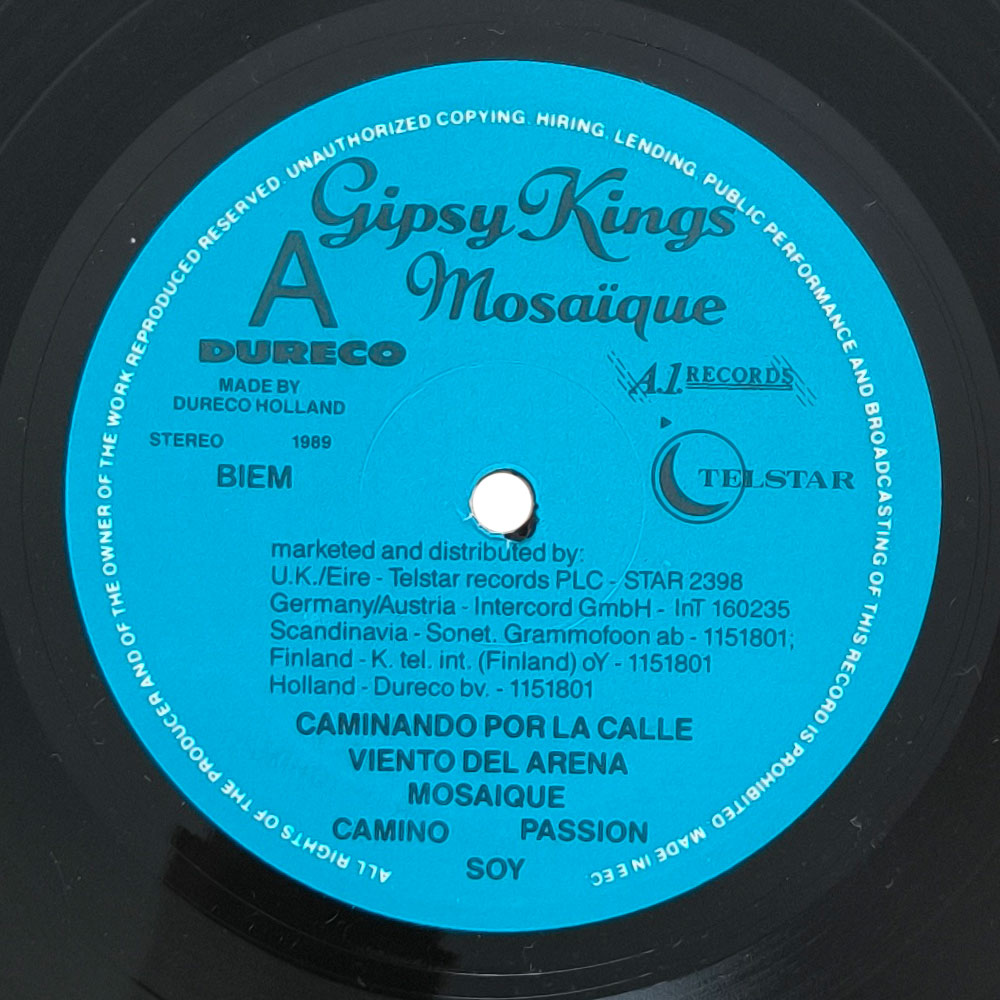 ALL RIGHTS OF THE PRODUCER AND OF THE OWNER OF THE WORK REPRODUCED RESERVED. UNAUTHORIZED COPYING. HIRING. LENDING. PUBLIC PERFORMANCE AND BROADCASTING OF THIS RECORD IS PROHIBITED. MADE IN EEC.
Gipsy Kings
Mosaïque
A
DURECO
MADE BY
DURECO HOLLAND
STEREO 1989
BIEM
A.1. RECORDS
TELSTAR
marketed and distributed by:
U.K./Eire - Telstar records PLC - STAR 2398
Germany/Austria - Intercord GmbH - InT 160235
Scandinavia - Sonet. Grammofoon ab - 1151801;
Finland - K. tel. int. (Finland) oY - 1151801
Holland - Dureco bv. - 1151801
CAMINANDO POR LA CALLE
VIENTO DEL ARENA
MOSAIQUE
CAMINO PASSION
SOY